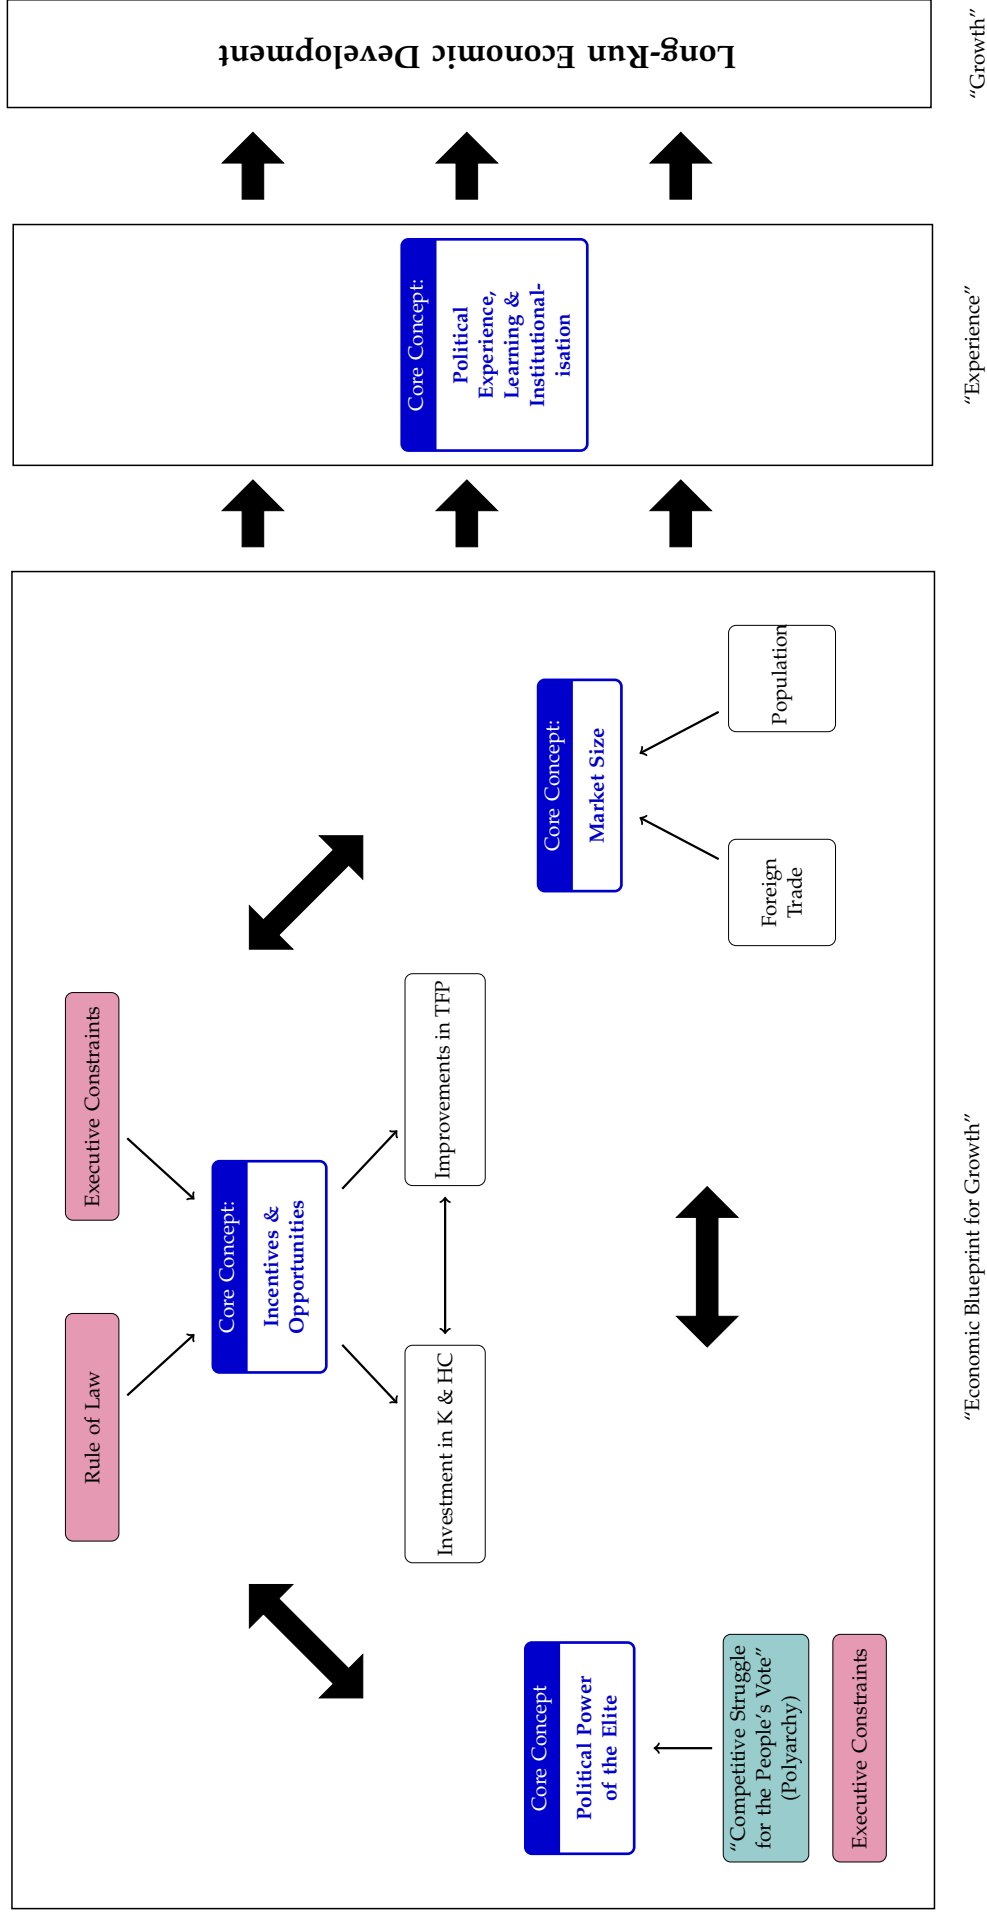 Rule of Law
Executive Constraints
Core Concept:
Incentives &
Opportunities
Investment in K & HC
Improvements in TFP
Core Concept
Political Power
of the Elite
“Competitive Struggle
for the People’s Vote”
(Polyarchy)
Executive Constraints
Core Concept:
Market Size
Foreign
Trade
Population
“Economic Blueprint for Growth”
Core Concept:
Political
Experience,
Learning &
Institutional-
isation
“Experience”
Long-Run Economic Development
“Growth”